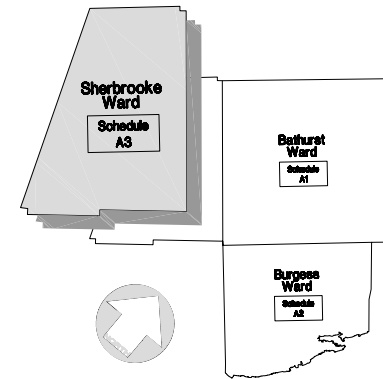 Sherbrooke
Ward
Schedule
A3
Bathurst
Ward
Schedule
A1
Burgess
Ward
Schedule
A2